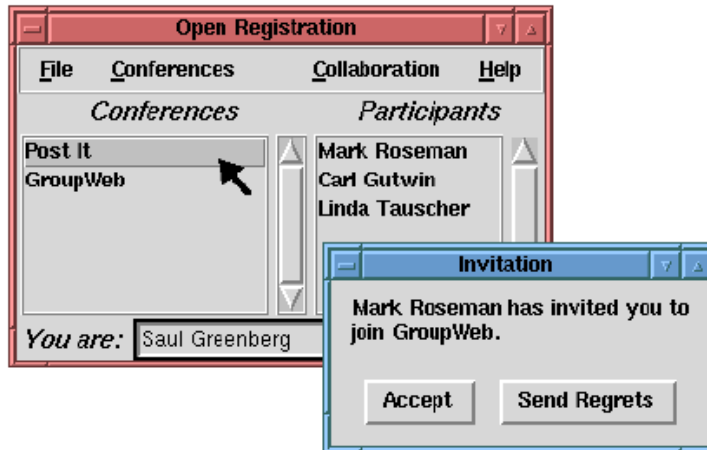 Open Registration
File Conferences Collaboration Help
Conferences Participants
Post It
GroupWeb
Mark Roseman
Carl Gutwin
Linda Tauscher
You are: Saul Greenberg
Invitation
Mark Roseman has invited you to
join GroupWeb.
Accept Send Regrets